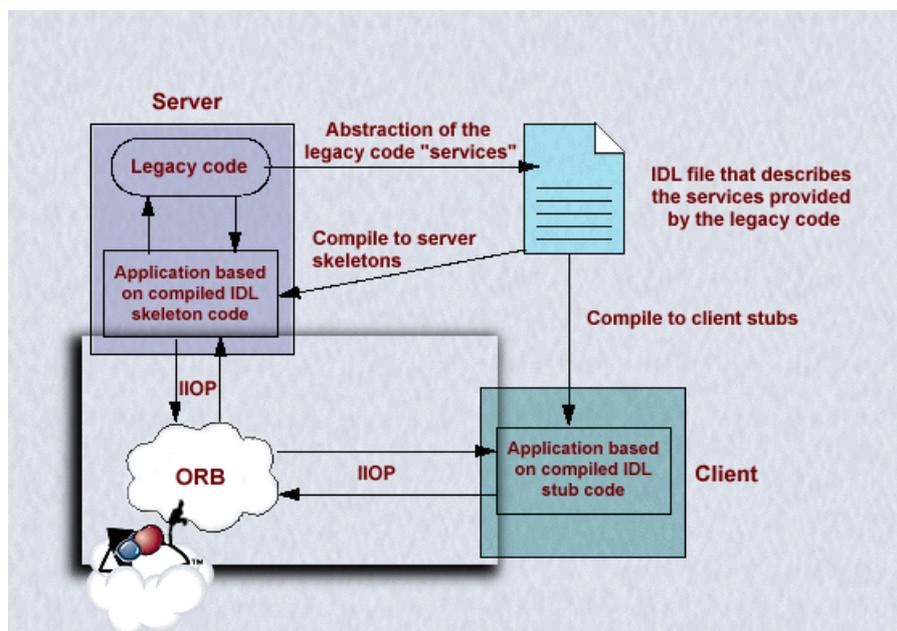 Server
Abstraction of the
legacy code "services"
Legacy code
IDL file that describes
the services provided
by the legacy code
Compile to server
skeletons
Application based
on compiled IDL
skeleton code
Compile to client stubs
IIOP
ORB
IIOP
Application based
on compiled IDL
stub code
Client
TM